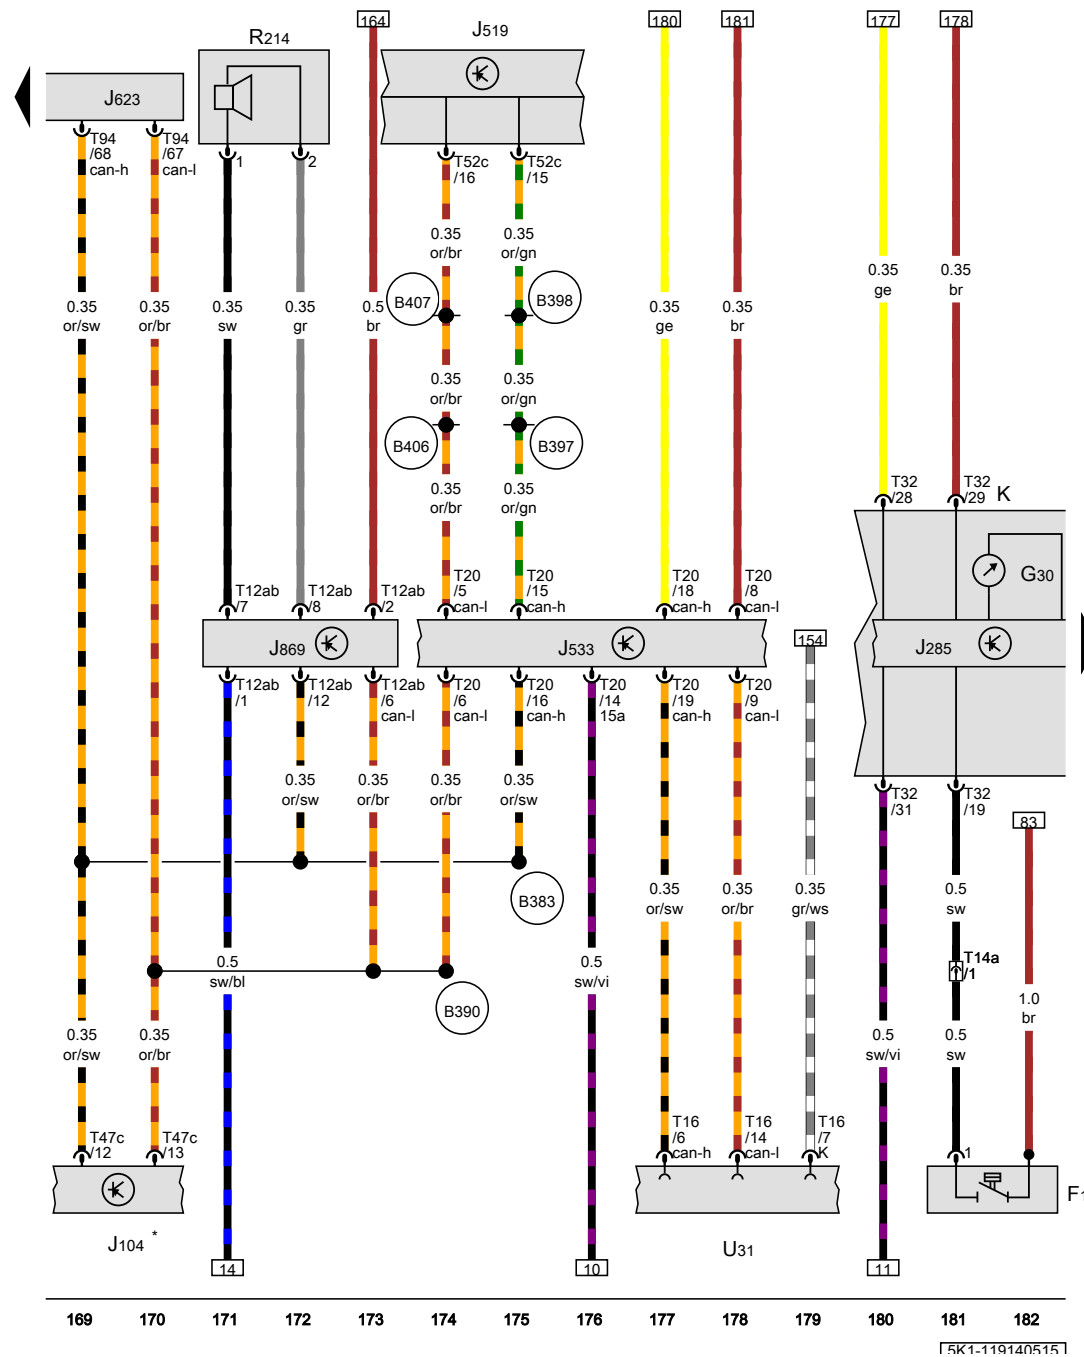 164
180
181
177
178
R214
J519
J623
T94
/68
can-h
T94
/67
can-l
1
2
T52c
/16
T52c
/15
0.35
or/br
0.35
or/gn
0.35
ge
0.35
br
B407
B398
0.35
or/sw
0.35
or/br
0.35
sw
0.35
gr
0.5
br
0.35
ge
0.35
br
0.35
or/br
0.35
or/gn
B406
B397
0.35
or/br
0.35
or/gn
T32
/28
T32
/29
K
G30
T12ab
/7
T12ab
/8
T12ab
/2
T20
/5
can-l
T20
/15
can-h
T20
/18
can-h
T20
/8
can-l
154
J869
J533
J285
T12ab
/1
T12ab
/12
T12ab
/6
can-l
T20
/6
can-l
T20
/16
can-h
T20
/14
15a
T20
/19
can-h
T20
/9
can-l
0.35
or/sw
0.35
or/br
0.35
or/br
0.35
or/sw
T32
/31
T32
/19
83
B383
0.35
or/sw
0.35
or/br
0.35
gr/ws
0.5
sw
0.5
sw/bl
0.5
sw/vi
T14a
/1
B390
1.0
br
0.35
or/sw
0.35
or/br
0.5
sw/vi
0.5
sw
T47c
/12
T47c
/13
T16
/6
can-h
T16
/14
can-l
T16
/7
K
1
J104 *
U31
14
10
11
169 170 171 172 173 174 175 176 177 178 179 180 181 182
5K1-119140515